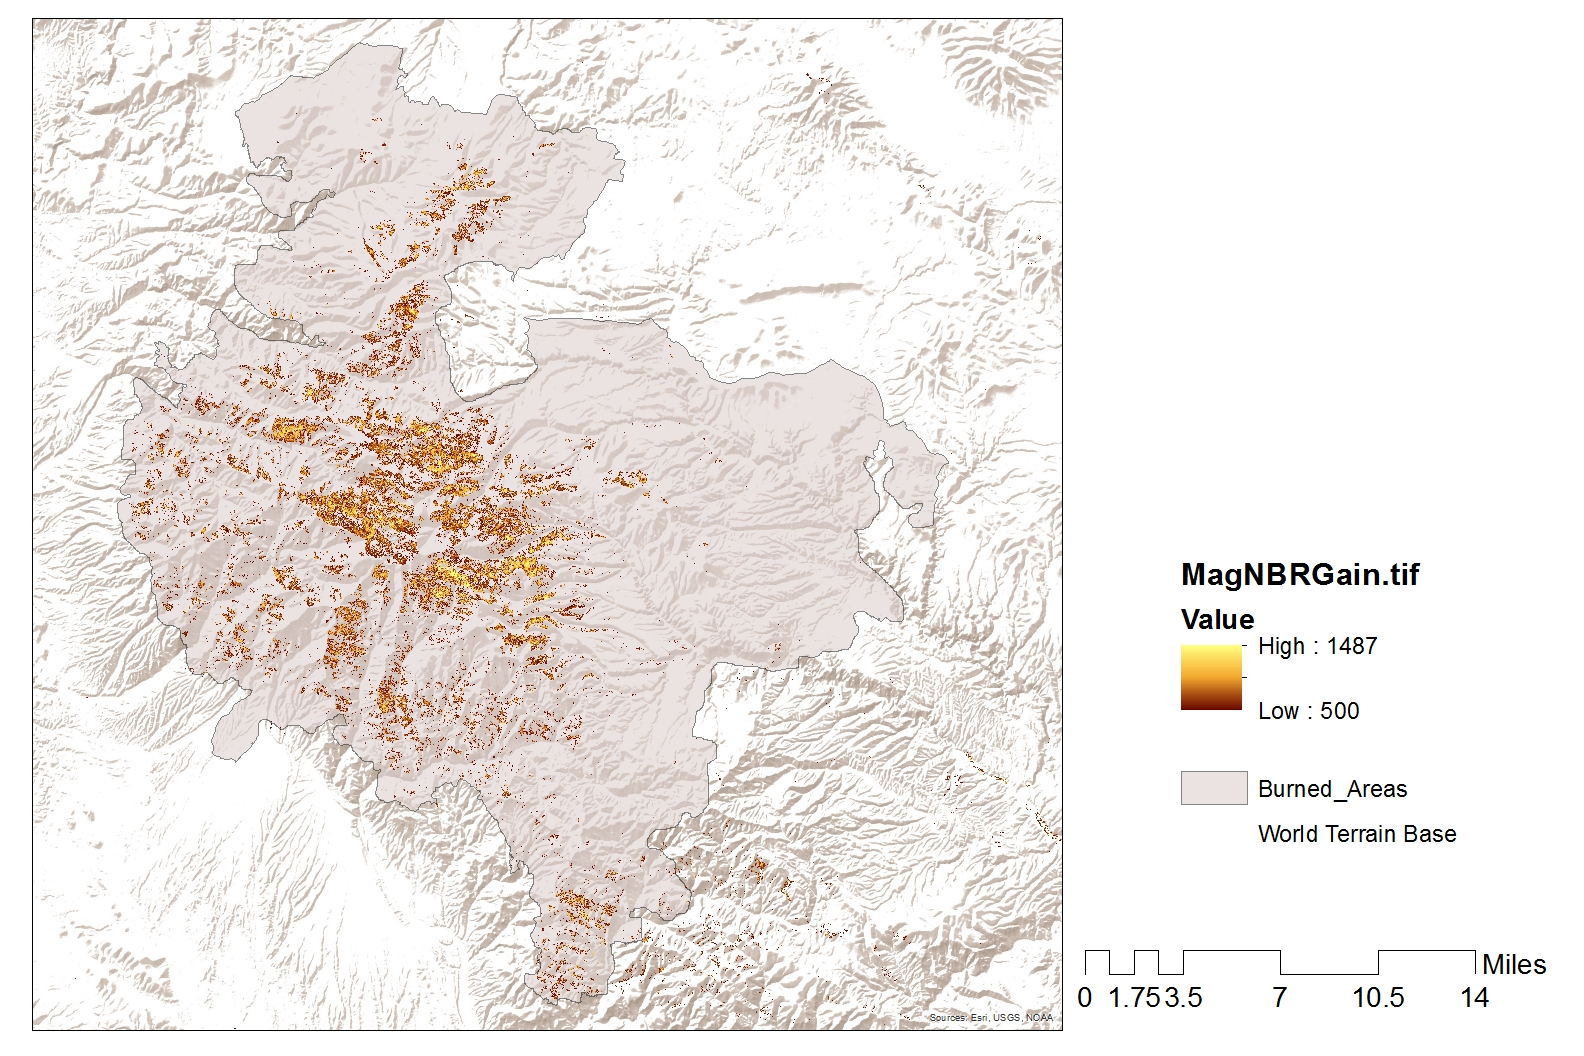 MagNBRGain.tif
Value
High : 1487
Low : 500
Burned_Areas
World Terrain Base
Miles
0 1.75 3.5 7 10.5 14
Sources: Esri, USGS, NOAA